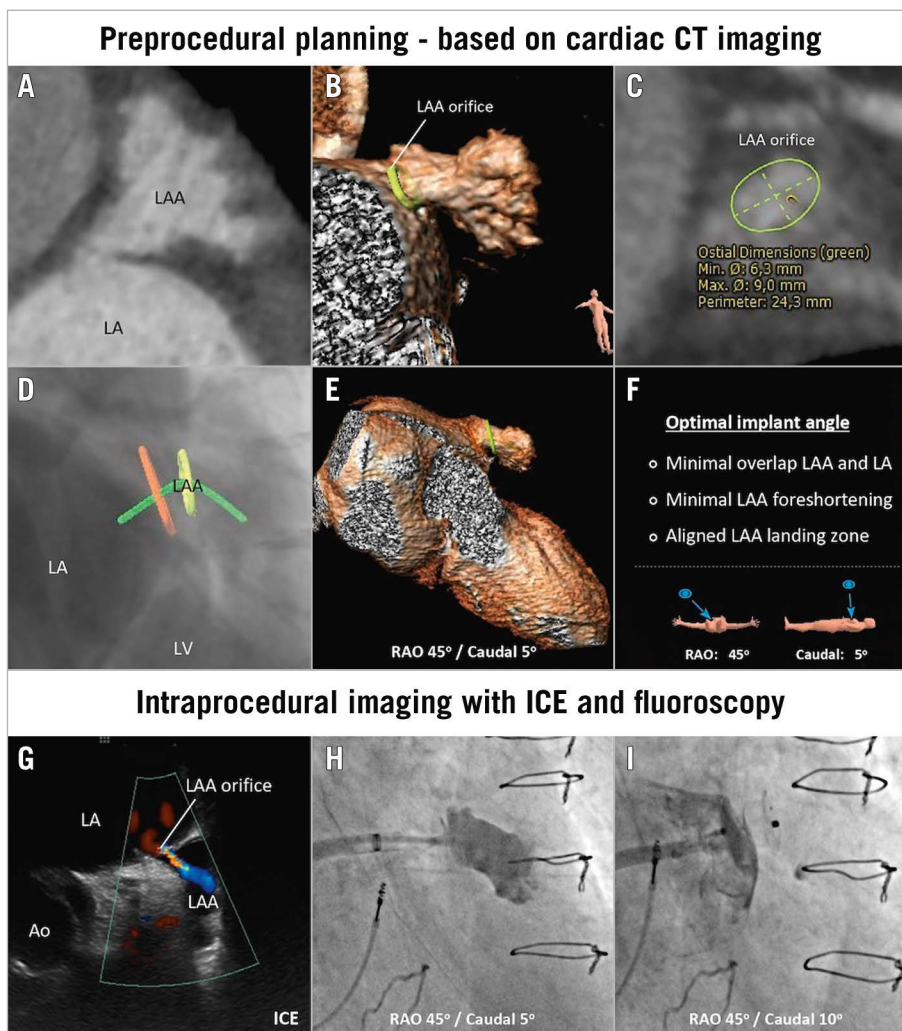 Preprocedural planning - based on cardiac CT imaging
A
LAA
LA
B
LAA orifice
C
LAA orifice
Ostial Dimensions (green)
Min. Ø: 6,3 mm
Max. Ø: 9,0 mm
Perimeter: 24,3 mm
D
LAA
LA
LV
E
RAO 45° / Caudal 5°
F
Optimal implant angle
Minimal overlap LAA and LA
Minimal LAA foreshortening
Aligned LAA landing zone
RAO: 45° Caudal: 5°
Intraprocedural imaging with ICE and fluoroscopy
G
LAA orifice
LA
LAA
Ao
ICE
H
RAO 45° / Caudal 5°
I
RAO 45° / Caudal 10°